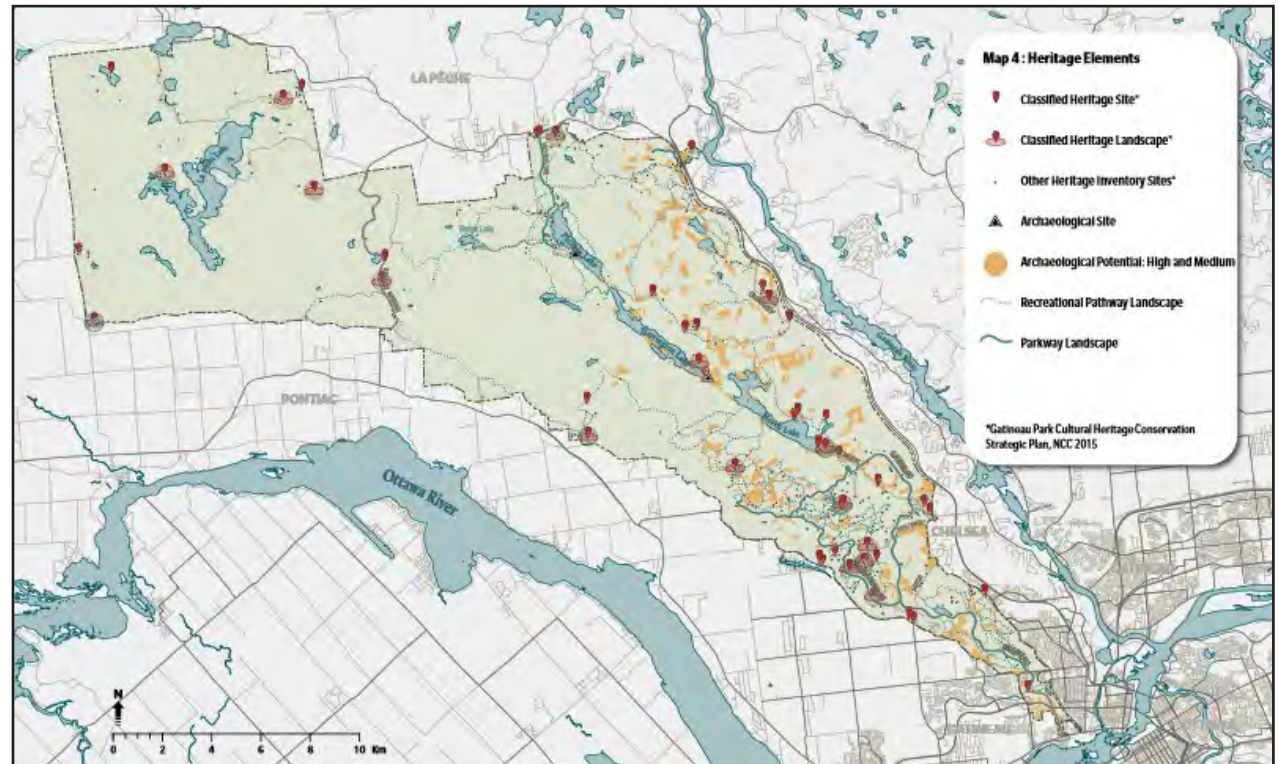 Map 4 : Heritage Elements
Classified Heritage Site*
Classified Heritage Landscape*
Other Heritage Inventory Sites*
Archaeological Site
Archaeological Potential: High and Medium
Recreational Pathway Landscape
Parkway Landscape
*Gatineau Park Cultural Heritage Conservation
Strategic Plan, NCC 2015
LA PÊCHE
PONTIAC
Ottawa River
CHELSEA
N
0 2 4 6 8 10 Km